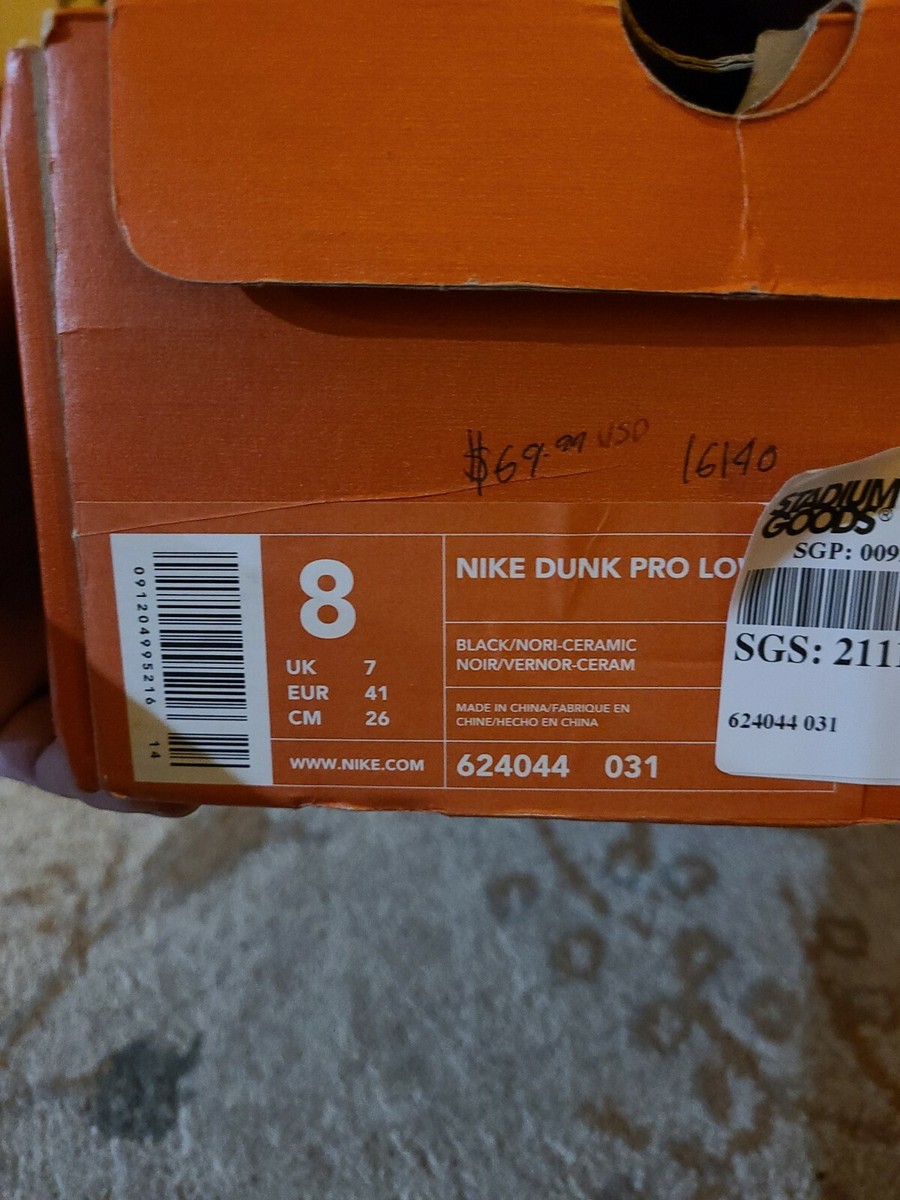 $69.99 USD 16140
STADIUM
GOODS®
SGP: 009
SGS: 2111
624044 031
091204995216
14
8
UK 7
EUR 41
CM 26
WWW.NIKE.COM
NIKE DUNK PRO LO
BLACK/NORI-CERAMIC
NOIR/VERNOR-CERAM
MADE IN CHINA/FABRIQUE EN
CHINE/HECHO EN CHINA
624044 031